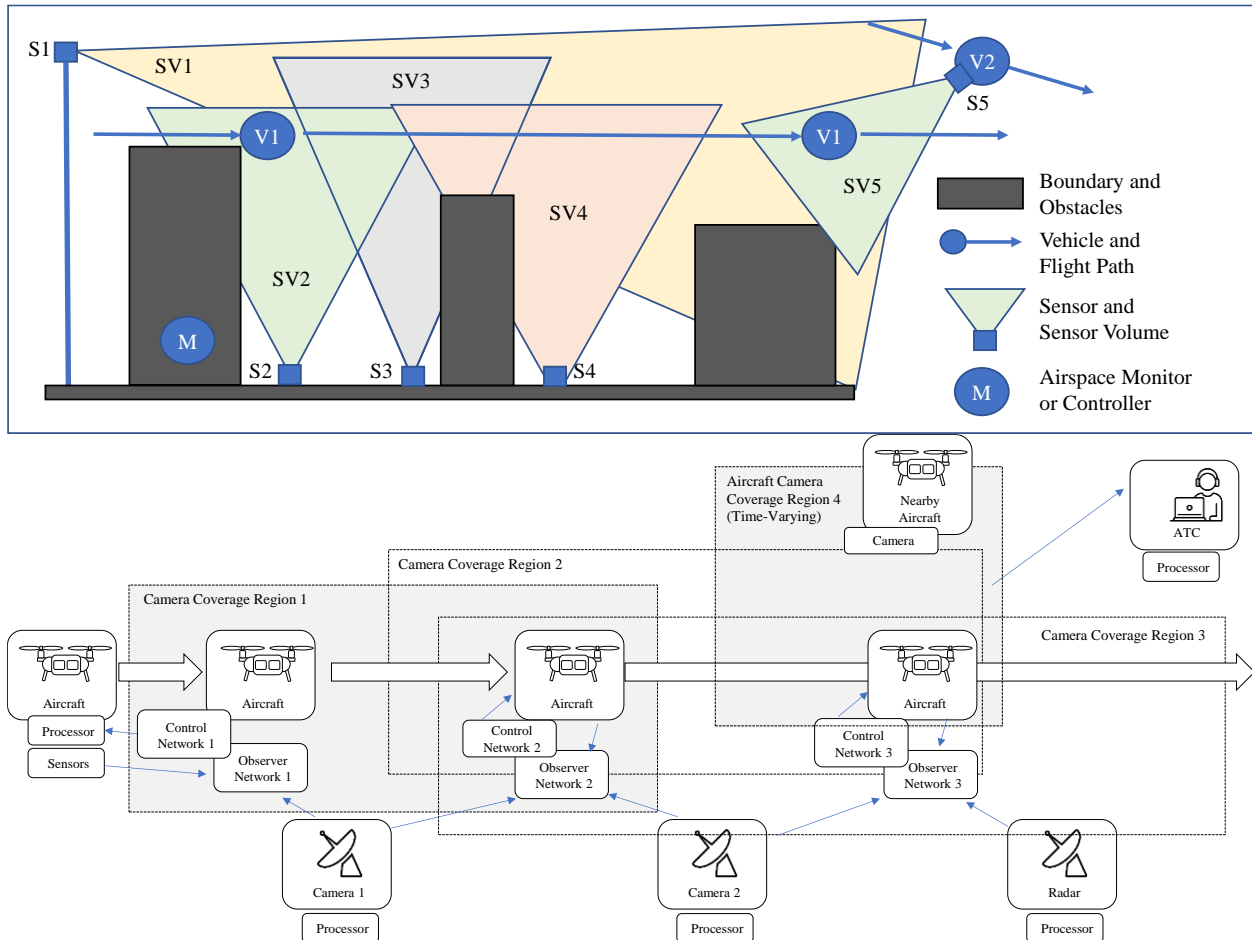 S1
SV1
SV3
V2
S5
V1
V1
SV5
SV4
SV2
M
S2
S3
S4
Boundary and
Obstacles
Vehicle and
Flight Path
Sensor and
Sensor Volume
M
Airspace Monitor
or Controller
Aircraft Camera
Coverage Region 4
(Time-Varying)
Nearby
Aircraft
Camera
ATC
Processor
Camera Coverage Region 2
Camera Coverage Region 1
Camera Coverage Region 3
Aircraft
Processor
Sensors
Aircraft
Control
Network 1
Observer
Network 1
Aircraft
Control
Network 2
Observer
Network 2
Aircraft
Control
Network 3
Observer
Network 3
Camera 1
Processor
Camera 2
Processor
Radar
Processor